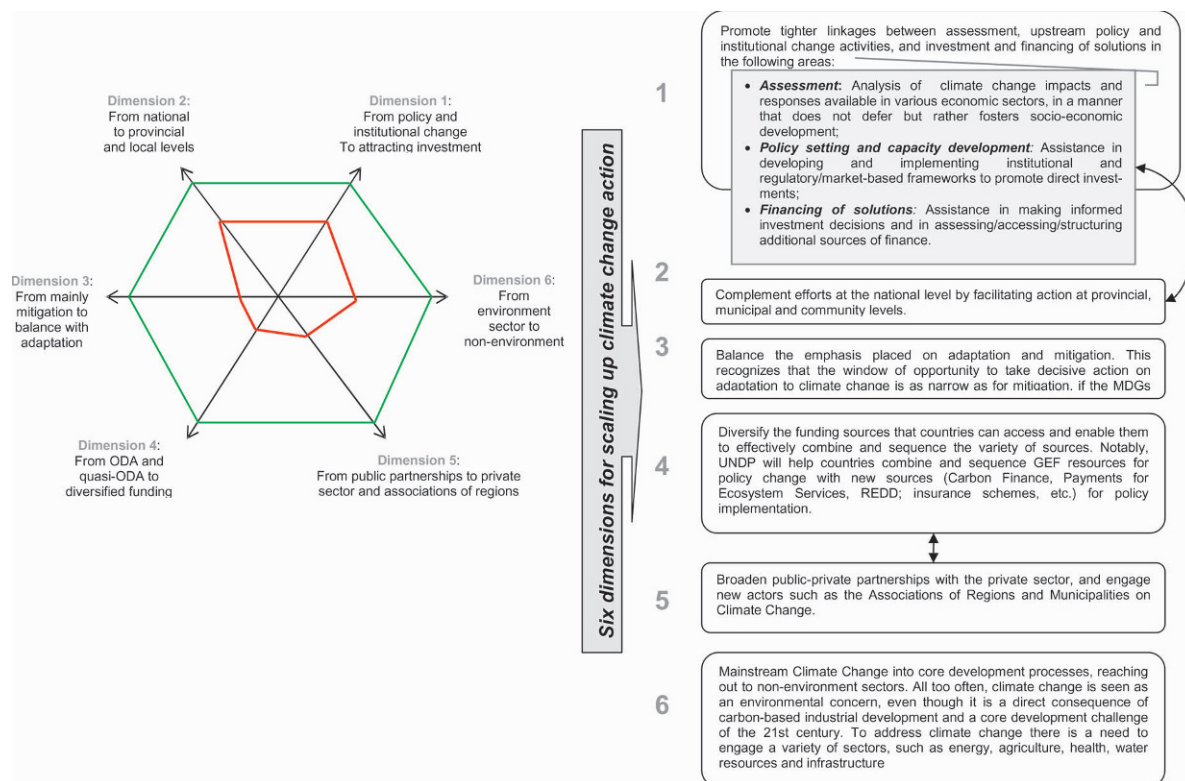 Dimension 2:
From national
to provincial
and local levels
Dimension 1:
From policy and
institutional change
To attracting investment
Dimension 3:
From mainly
mitigation to
balance with
adaptation
Dimension 6:
From
environment
sector to
non-environment
Dimension 4:
From ODA and
quasi-ODA to
diversified funding
Dimension 5:
From public partnerships to private
sector and associations of regions
Six dimensions for scaling up climate change action
1
Promote tighter linkages between assessment, upstream policy and
institutional change activities, and investment and financing of solutions in
the following areas:
• Assessment: Analysis of climate change impacts and
responses available in various economic sectors, in a manner
that does not defer but rather fosters socio-economic
development;
• Policy setting and capacity development: Assistance in
developing and implementing institutional and
regulatory/market-based frameworks to promote direct invest-
ments;
• Financing of solutions: Assistance in making informed
investment decisions and in assessing/accessing/structuring
additional sources of finance.
2
Complement efforts at the national level by facilitating action at provincial,
municipal and community levels.
3
Balance the emphasis placed on adaptation and mitigation. This
recognizes that the window of opportunity to take decisive action on
adaptation to climate change is as narrow as for mitigation, if the MDGs
4
Diversify the funding sources that countries can access and enable them
to effectively combine and sequence the variety of sources. Notably,
UNDP will help countries combine and sequence GEF resources for
policy change with new sources (Carbon Finance, Payments for
Ecosystem Services, REDD; insurance schemes, etc.) for policy
implementation.
5
Broaden public-private partnerships with the private sector, and engage
new actors such as the Associations of Regions and Municipalities on
Climate Change.
6
Mainstream Climate Change into core development processes, reaching
out to non-environment sectors. All too often, climate change is seen as
an environmental concern, even though it is a direct consequence of
carbon-based industrial development and a core development challenge
of the 21st century. To address climate change there is a need to
engage a variety of sectors, such as energy, agriculture, health, water
resources and infrastructure